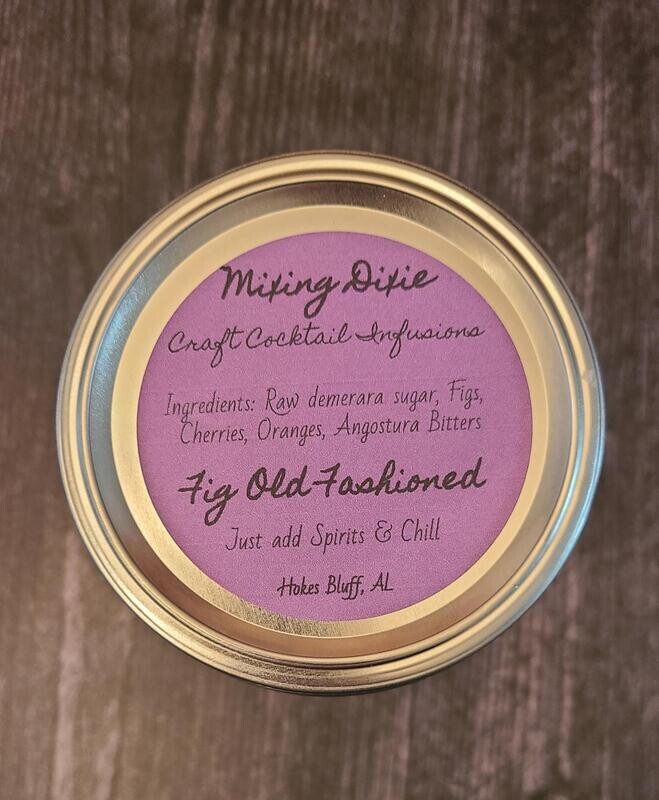 Mixing Dixie
Craft Cocktail Infusions
Ingredients: Raw demerara sugar, Figs,
Cherries, Oranges, Angostura Bitters
Fig Old Fashioned
Just add Spirits & Chill
Hokes Bluff, AL